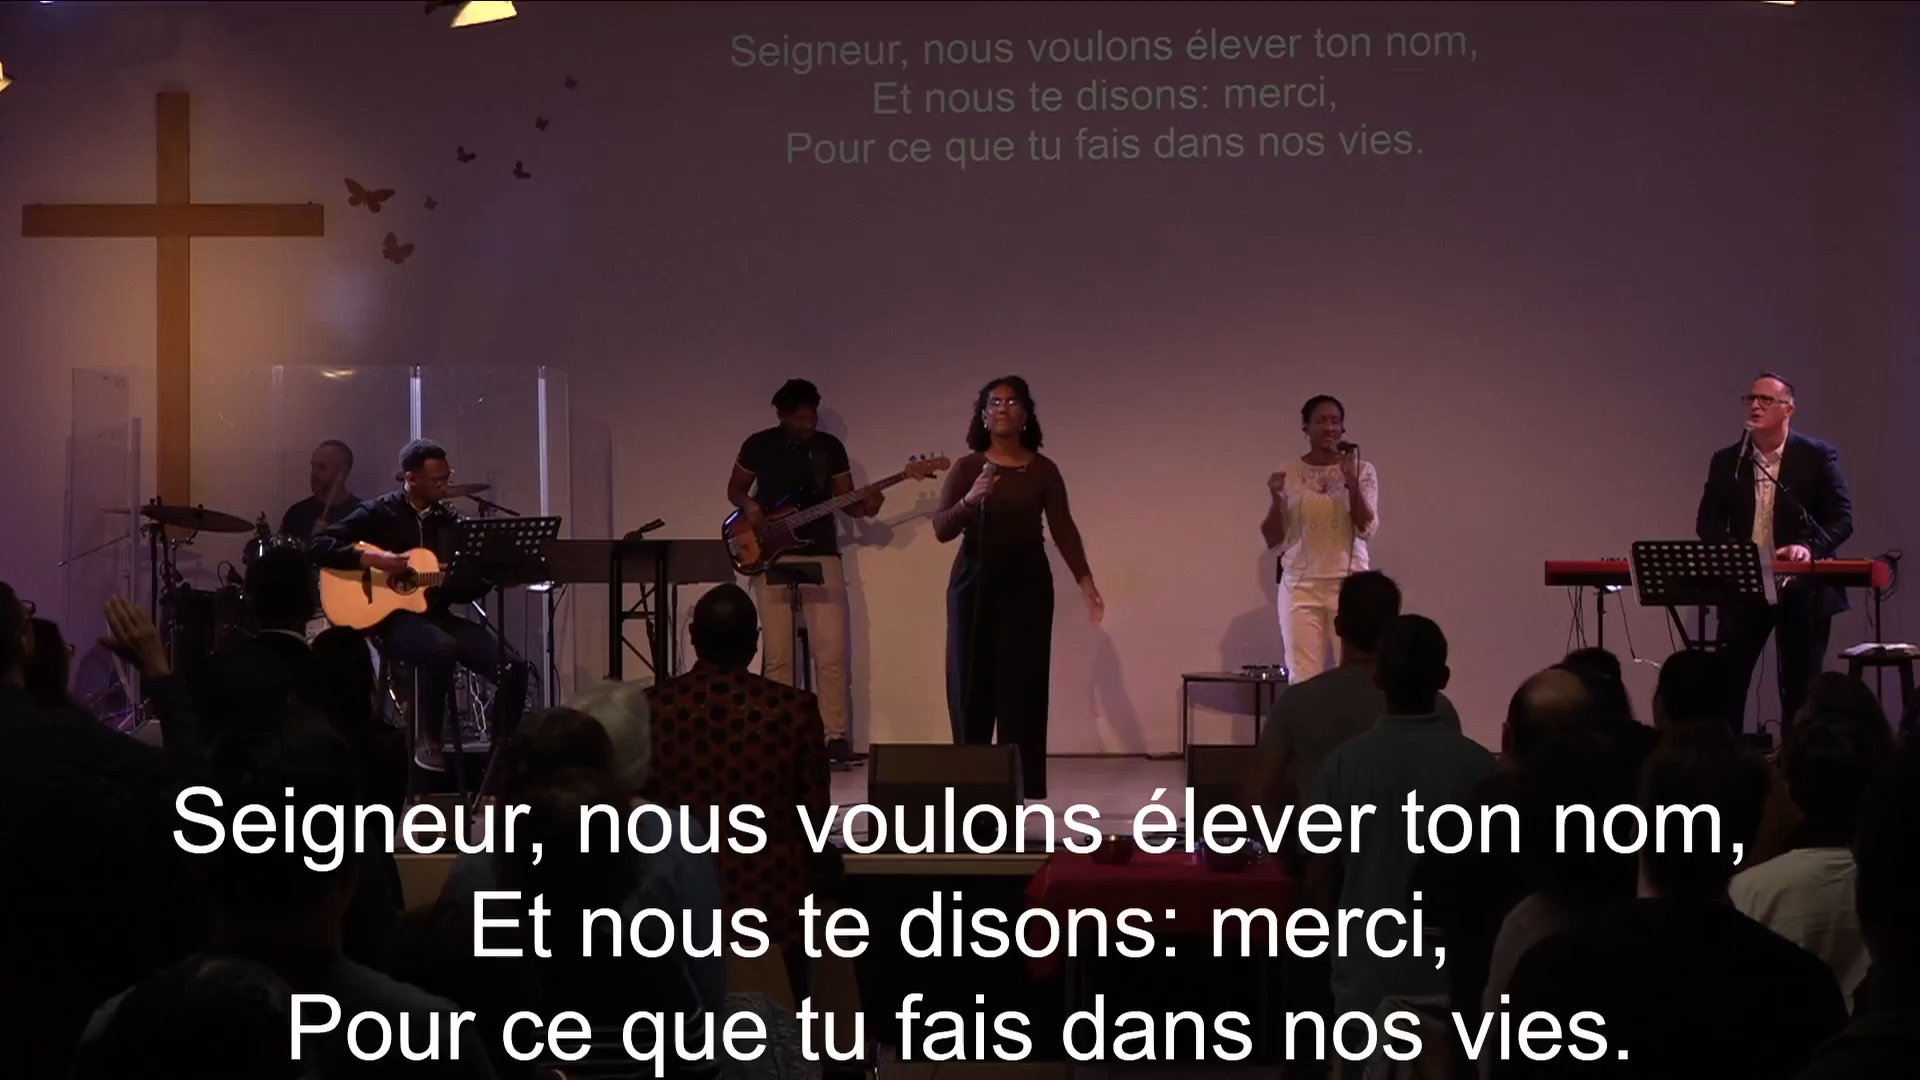 Seigneur, nous voulons élever ton nom,
Et nous te disons: merci,
Pour ce que tu fais dans nos vies.
Seigneur, nous voulons élever ton nom,
Et nous te disons: merci,
Pour ce que tu fais dans nos vies.